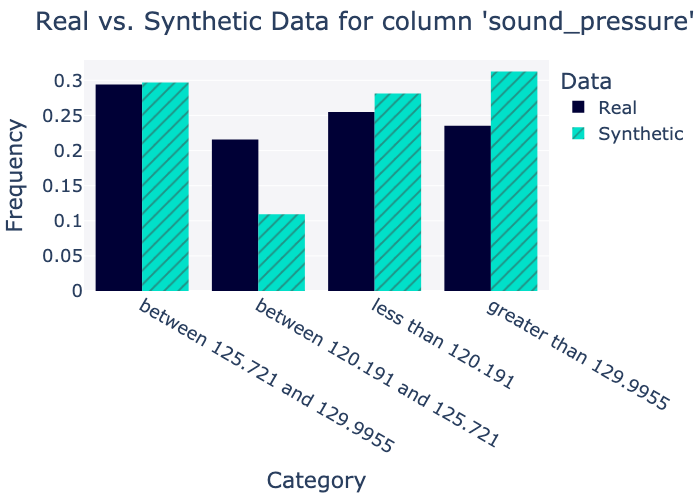 Real vs. Synthetic Data for column 'sound_pressure'
Data
Real
Synthetic
Frequency
0.3
0.25
0.2
0.15
0.1
0.05
0
between 125.721 and 129.9955
between 120.191 and 125.721
less than 120.191
greater than 129.9955
Category